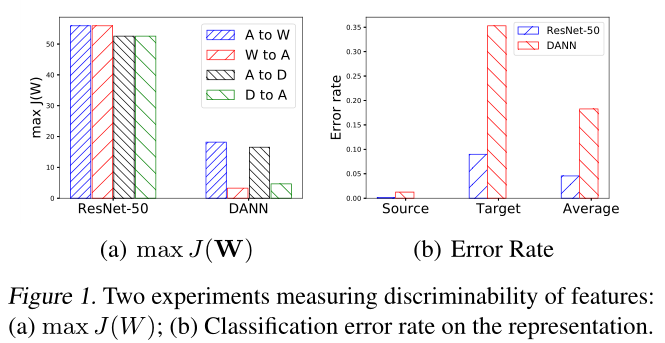 50
40
30
20
10
0
max J(W)
A to W
W to A
A to D
D to A
ResNet-50 DANN
0.35
0.30
0.25
0.20
0.15
0.10
0.05
0.00
Error rate
ResNet-50
DANN
Source Target Average
(a) max J(W) (b) Error Rate
Figure 1. Two experiments measuring discriminability of features:
(a) max J(W); (b) Classification error rate on the representation.